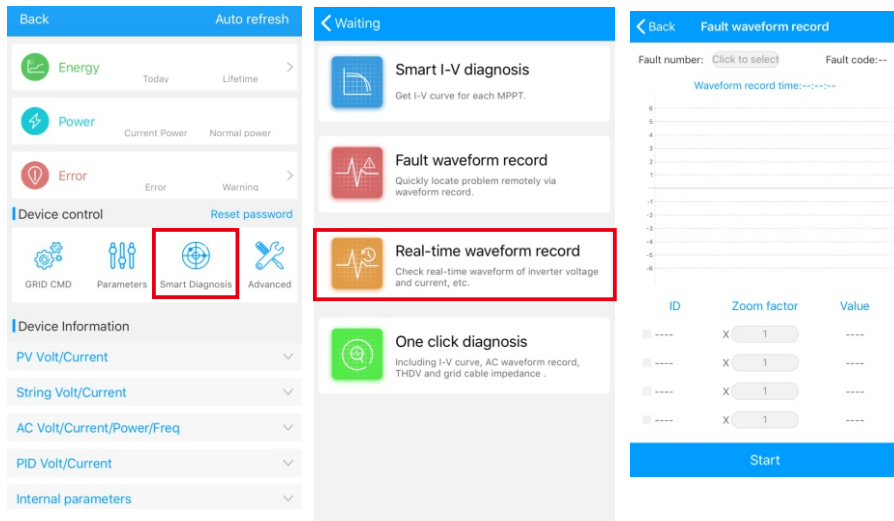 Back Auto refresh
Energy
Today Lifetime
Power
Current Power Normal power
Error
Error Warning
Device control Reset password
GRID CMD Parameters Smart Diagnosis Advanced
Device Information
PV Volt/Current
String Volt/Current
AC Volt/Current/Power/Freq
PID Volt/Current
Internal parameters
Waiting
Smart I-V diagnosis
Get I-V curve for each MPPT.
Fault waveform record
Quickly locate problem remotely via
waveform record.
Real-time waveform record
Check real-time waveform of inverter voltage
and current, etc.
One click diagnosis
Including I-V curve, AC waveform record,
THDV and grid cable impedance .
Back Fault waveform record
Fault number: Click to select Fault code:--
Waveform record time:--:--:--
6
5
4
3
2
1
-1
-2
-3
-4
-5
-6
ID Zoom factor Value
---- X 1 ----
---- X 1 ----
---- X 1 ----
---- X 1 ----
Start